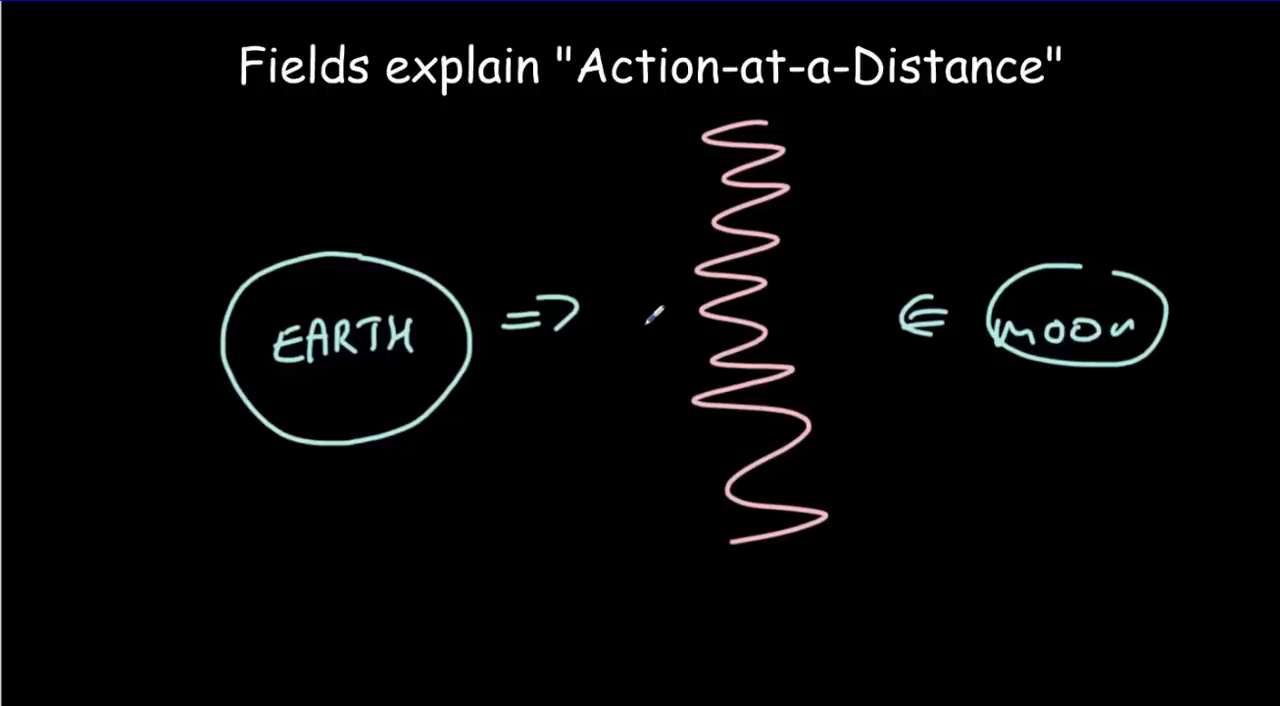 Fields explain "Action-at-a-Distance"
EARTH => ∈ moon